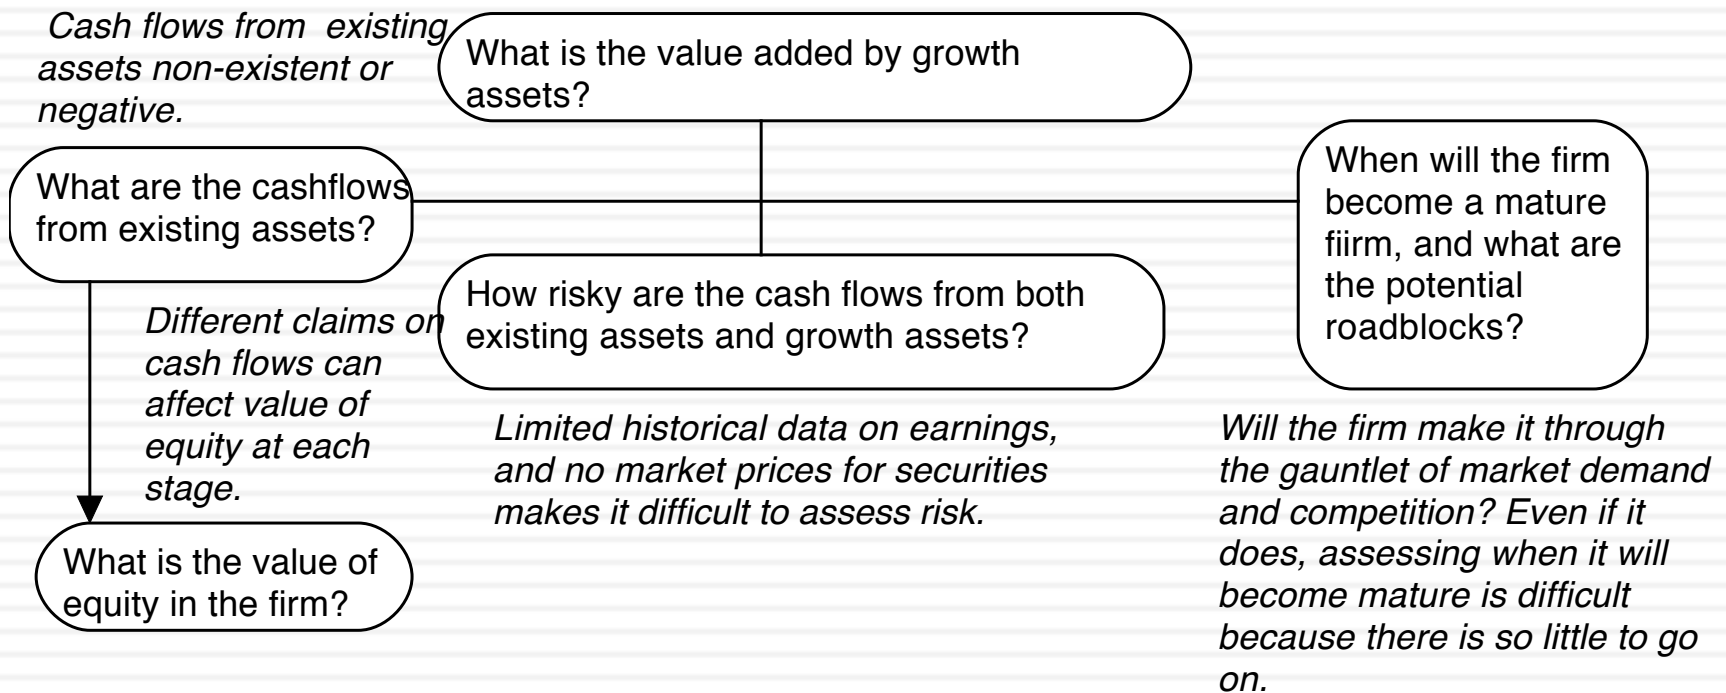 Cash flows from  existing
assets non-existent or
negative.
What is the value added by growth
assets?
What are the cashflows
from existing assets?
When will the firm
become a mature
fiirm, and what are
the potential
roadblocks?
How risky are the cash flows from both
existing assets and growth assets?
Different claims on
cash flows can
affect value of
equity at each
stage.
Limited historical data on earnings,
and no market prices for securities
makes it difficult to assess risk.
Will the firm make it through
the gauntlet of market demand
and competition? Even if it
does, assessing when it will
become mature is difficult
because there is so little to go
on.
What is the value of
equity in the firm?